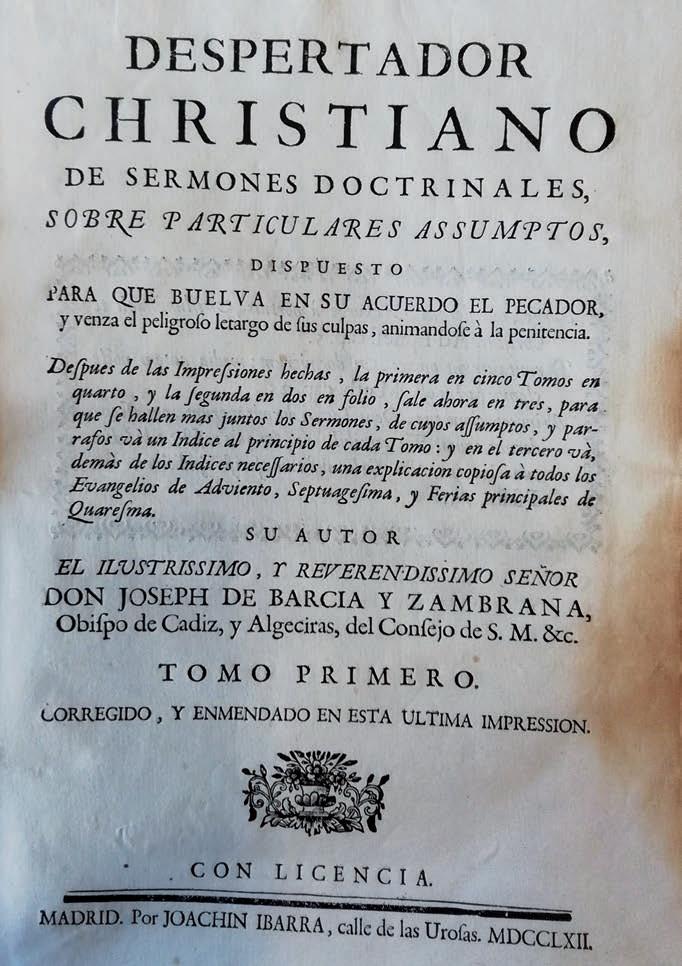 DESPERTADOR
CHRISTIANO
DE SERMONES DOCTRINALES,
SOBRE PARTICULARES ASSUMPTOS,
DISPUESTO
PARA QUE BUELVA EN SU ACUERDO EL PECADOR,
y venza el peligroſo letargo de ſus culpas, animandoſe à la penitencia.
Deſpues de las Impreſsiones hechas, la primera en cinco Tomos en
quarto, y la ſegunda en dos en folio, ſale ahora en tres, para
que ſe hallen mas juntos los Sermones, de cuyos aſſumptos, y par-
rafos và un Indice al principio de cada Tomo: y en el tercero và,
demàs de los Indices neceſſarios, una explicacion copioſa à todos los
Evangelios de Adviento, Septuageſima, y Ferias principales de
Quareſma.
SU AUTOR
EL ILUSTRISSIMO, Y REVERENDISSIMO SEÑOR
DON JOSEPH DE BARCIA Y ZAMBRANA,
Obiſpo de Cadiz, y Algeciras, del Conſejo de S. M. &c.
TOMO PRIMERO.
CORREGIDO, Y ENMENDADO EN ESTA ULTIMA IMPRESSION.
CON LICENCIA.
MADRID. Por JOACHIN IBARRA, calle de las Uroſas. MDCCLXII.